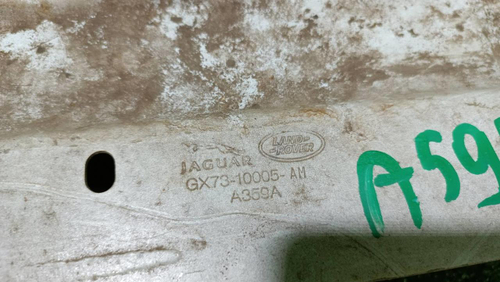 LAND-
ROVER
JAGUAR
GX73-10005-AM
A359A
A59